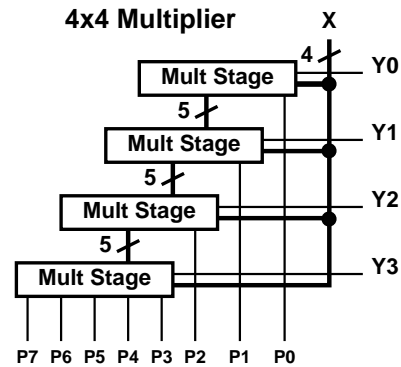 4x4 Multiplier X
4
Mult Stage Y0
5
Mult Stage Y1
5
Mult Stage Y2
5
Mult Stage Y3
P7 P6 P5 P4 P3 P2 P1 P0